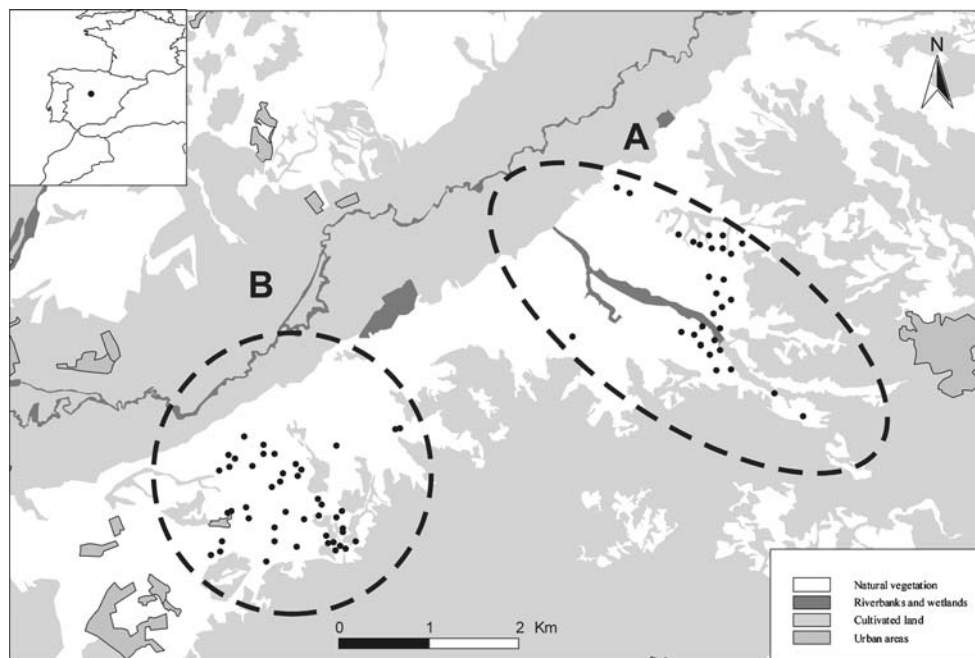 N
A
B
0 1 2 Km
Natural vegetation
Riverbanks and wetlands
Cultivated land
Urban areas